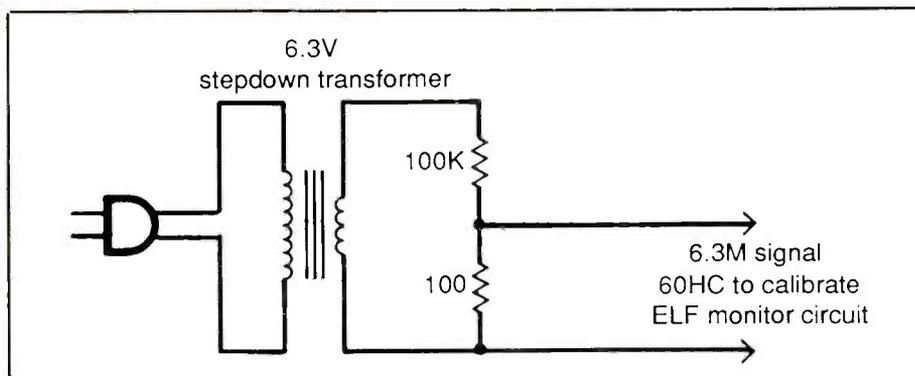 6.3V
stepdown transformer
100K
100
6.3M signal
60HC to calibrate
ELF monitor circuit